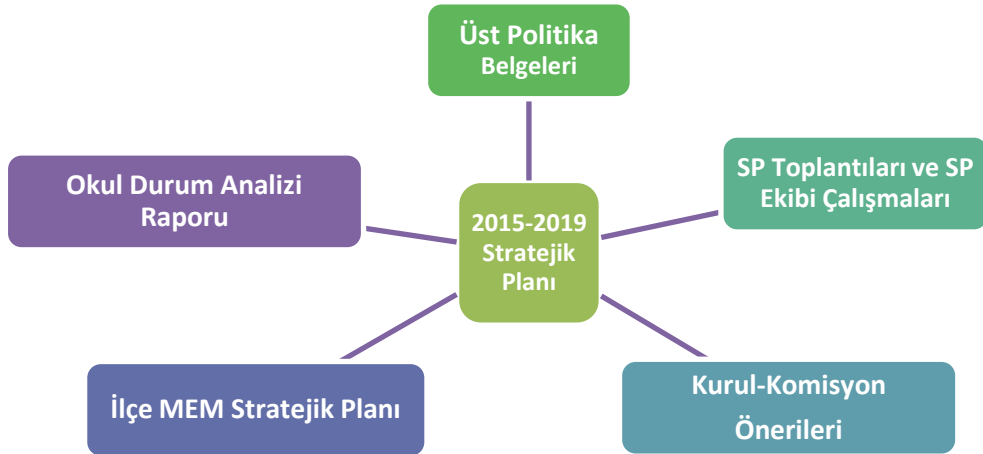 Üst Politika
Belgeleri
Okul Durum Analizi
Raporu
SP Toplantıları ve SP
Ekibi Çalışmaları
2015-2019
Stratejik
Planı
İlçe MEM Stratejik Planı
Kurul-Komisyon
Önerileri